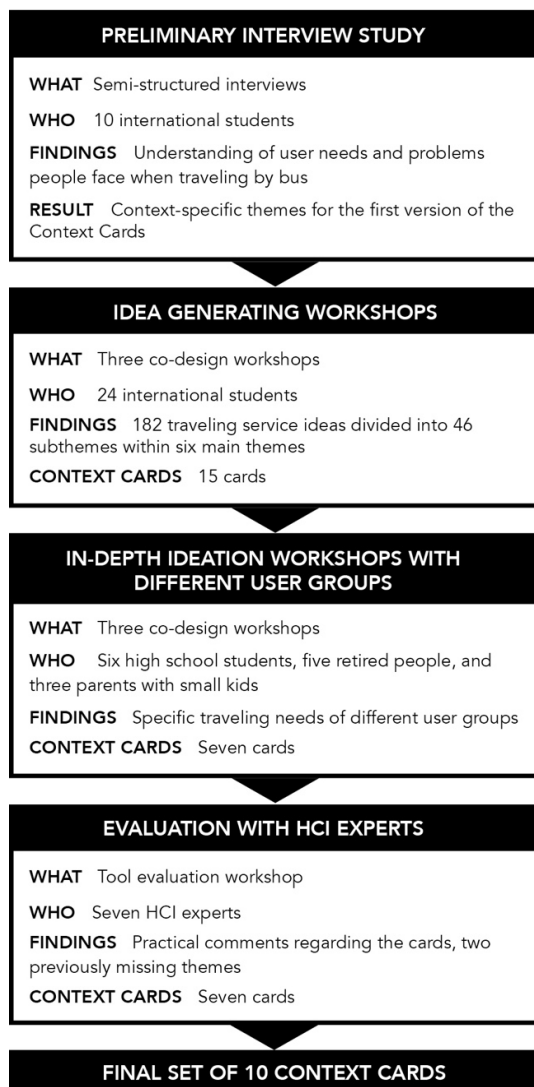 PRELIMINARY INTERVIEW STUDY
WHAT Semi-structured interviews
WHO 10 international students
FINDINGS Understanding of user needs and problems
people face when traveling by bus
RESULT Context-specific themes for the first version of the
Context Cards
IDEA GENERATING WORKSHOPS
WHAT Three co-design workshops
WHO 24 international students
FINDINGS 182 traveling service ideas divided into 46
subthemes within six main themes
CONTEXT CARDS 15 cards
IN-DEPTH IDEATION WORKSHOPS WITH
DIFFERENT USER GROUPS
WHAT Three co-design workshops
WHO Six high school students, five retired people, and
three parents with small kids
FINDINGS Specific traveling needs of different user groups
CONTEXT CARDS Seven cards
EVALUATION WITH HCI EXPERTS
WHAT Tool evaluation workshop
WHO Seven HCI experts
FINDINGS Practical comments regarding the cards, two
previously missing themes
CONTEXT CARDS Seven cards
FINAL SET OF 10 CONTEXT CARDS